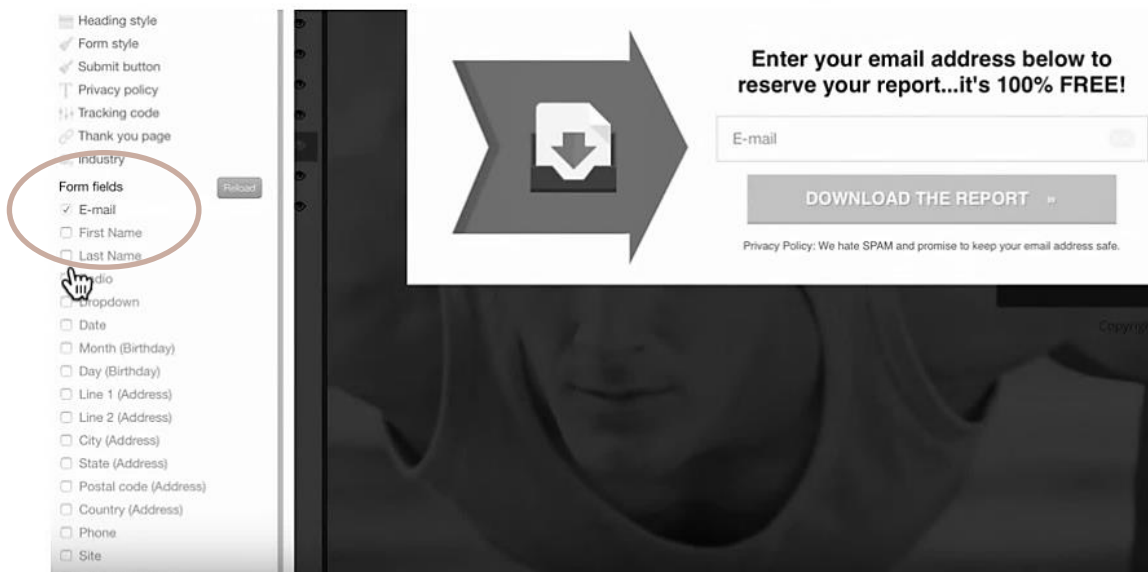 Heading style
Form style
Submit button
Privacy policy
Tracking code
Thank you page
Industry
Form fields
Reload
E-mail
First Name
Last Name
Dropdown
Date
Month (Birthday)
Day (Birthday)
Line 1 (Address)
Line 2 (Address)
City (Address)
State (Address)
Postal code (Address)
Country (Address)
Phone
Site
Enter your email address below to
reserve your report...it's 100% FREE!
E-mail
DOWNLOAD THE REPORT »
Privacy Policy: We hate SPAM and promise to keep your email address safe.